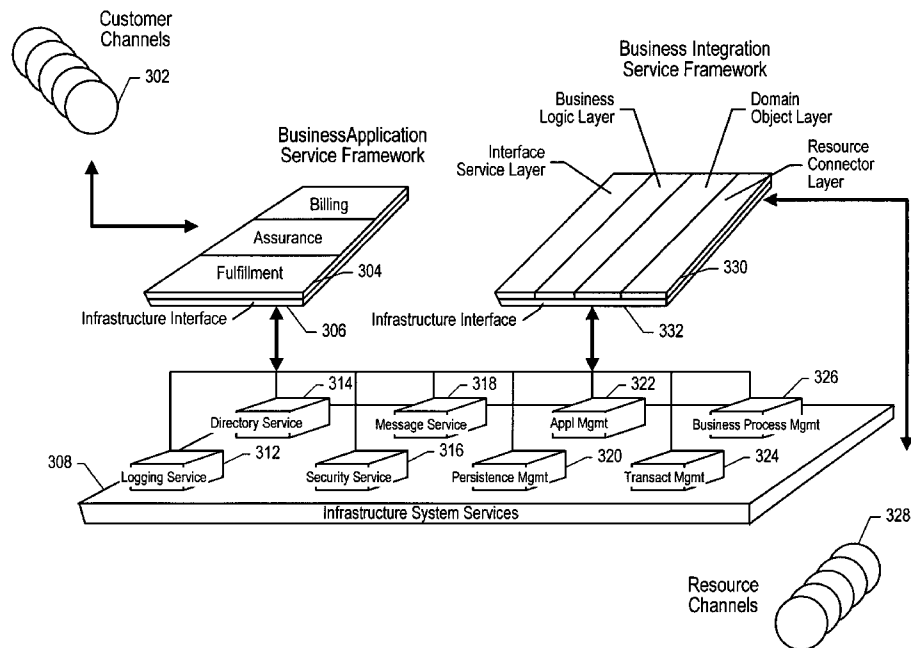 Customer
Channels
302
Business Integration
Service Framework
Business
Logic Layer
Domain
Object Layer
BusinessApplication
Service Framework
Interface
Service Layer
Resource
Connector
Layer
Billing
Assurance
Fulfillment
304
330
Infrastructure Interface
306
Infrastructure Interface
332
314
318
322
326
Directory Service
Message Service
Appl Mgmt
Business Process Mgmt
308
312
316
320
324
Logging Service
Security Service
Persistence Mgmt
Transact Mgmt
Infrastructure System Services
328
Resource
Channels